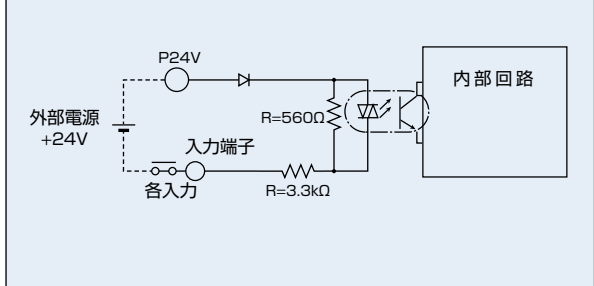 P24V
内部回路
外部電源
+24V
R=560Ω
入力端子
各入力
R=3.3kΩ